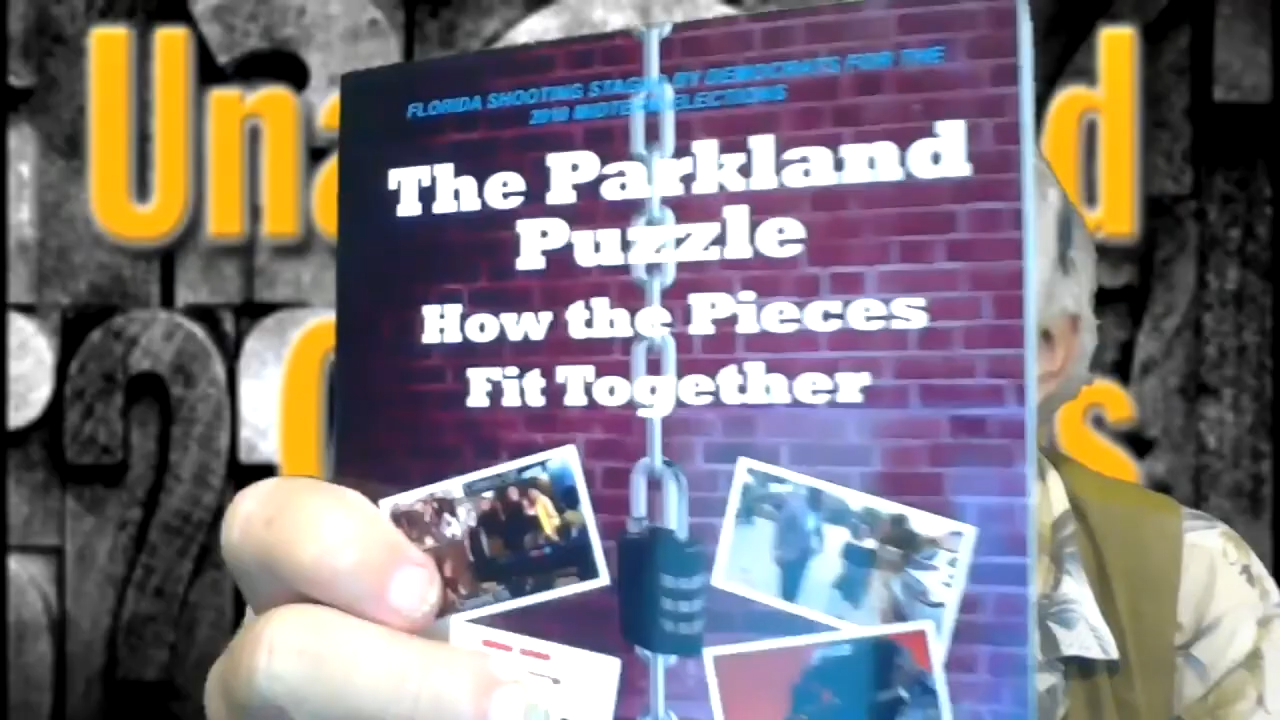 FLORIDA SHOOTING STAGED BY DEMOCRATS FOR THE
2018 MIDTERM ELECTIONS
The Parkland
Puzzle
How the Pieces
Fit Together